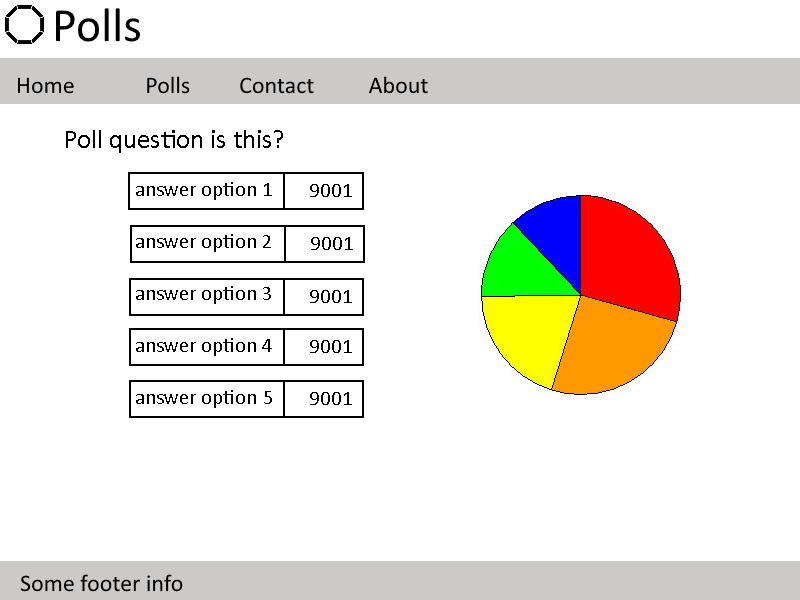 Polls
Home Polls Contact About
Poll question is this?
answer option 1 9001
answer option 2 9001
answer option 3 9001
answer option 4 9001
answer option 5 9001
Some footer info